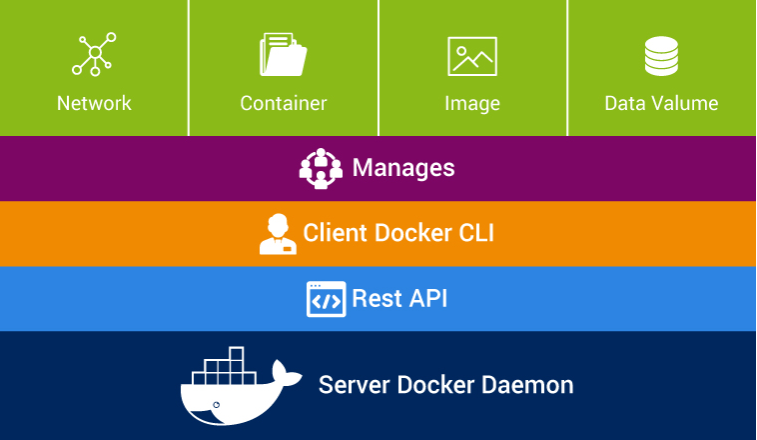 Network
Container
Image
Data Valume
Manages
Client Docker CLI
Rest API
Server Docker Daemon